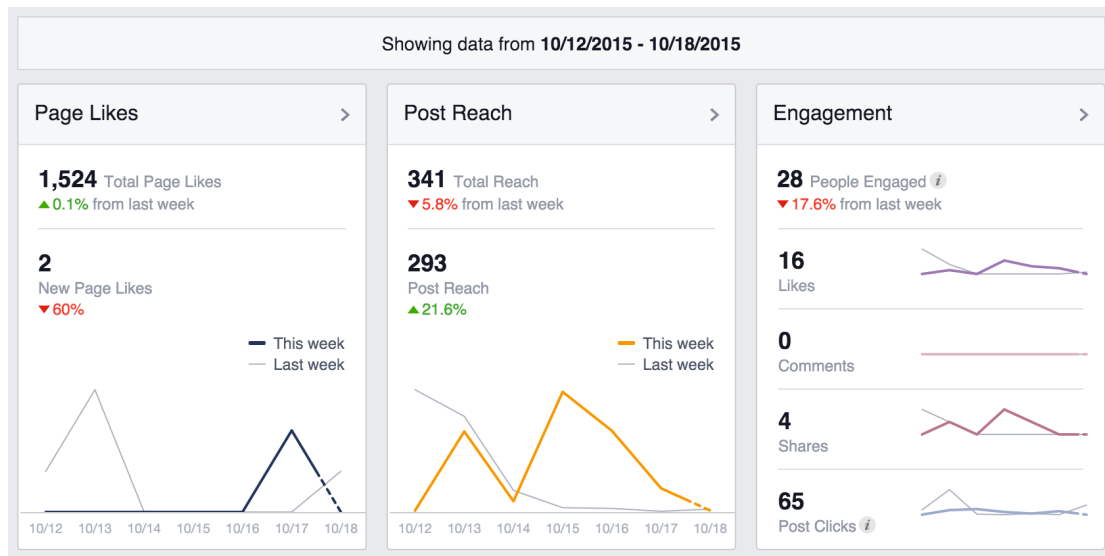 Showing data from 10/12/2015 - 10/18/2015
Page Likes
1,524 Total Page Likes
0.1% from last week
2
New Page Likes
60%
This week
Last week
10/12 10/13 10/14 10/15 10/16 10/17 10/18
Post Reach
341 Total Reach
5.8% from last week
293
Post Reach
21.6%
This week
Last week
10/12 10/13 10/14 10/15 10/16 10/17 10/18
Engagement
28 People Engaged i
17.6% from last week
16
Likes
0
Comments
4
Shares
65
Post Clicks i